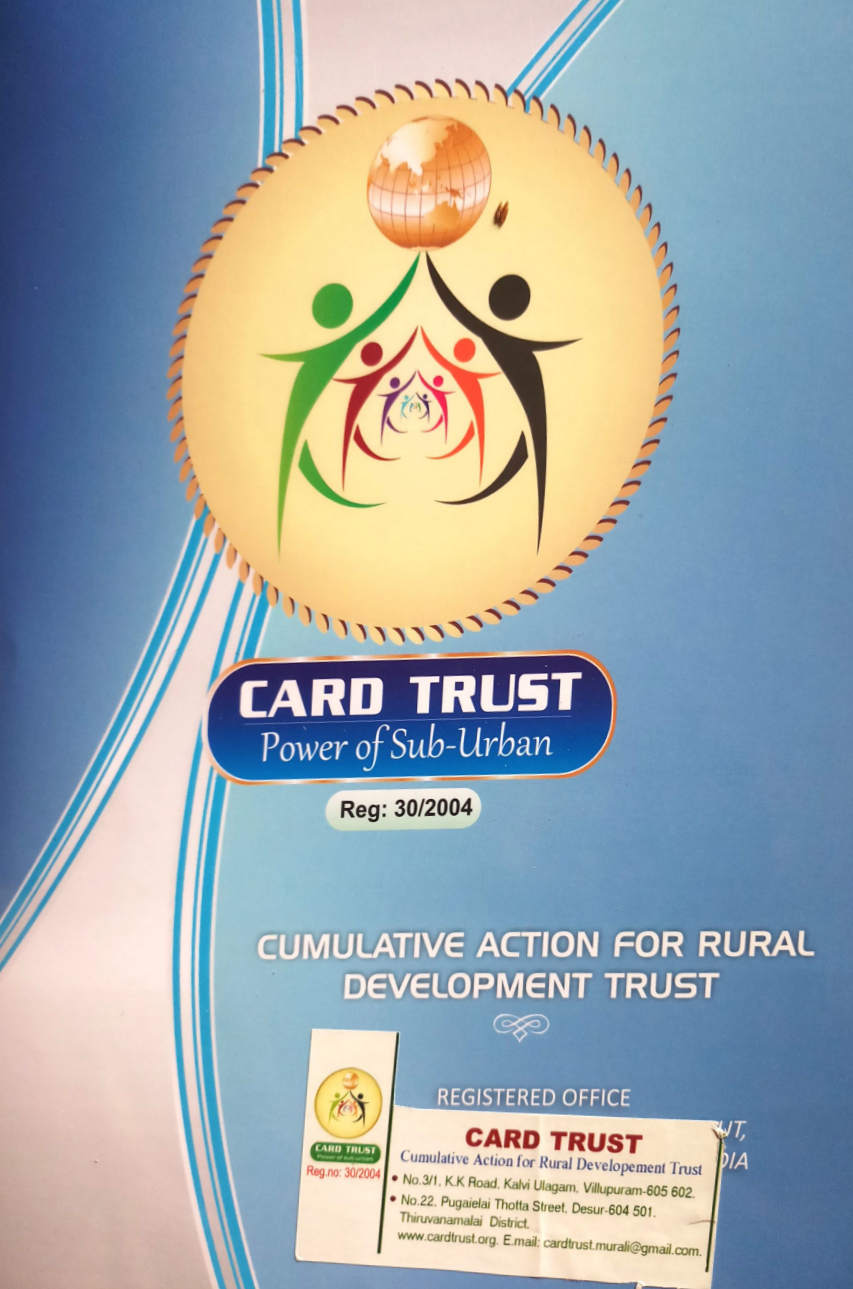 CARD TRUST
Power of Sub-Urban
Reg: 30/2004
CUMULATIVE ACTION FOR RURAL
DEVELOPMENT TRUST
REGISTERED OFFICE
CARD TRUST
Power of Sub-urban
Reg.no: 30/2004
CARD TRUST
Cumulative Action for Rural Developement Trust
• No.3/1, K.K Road, Kalvi Ulagam, Villupuram-605 602.
• No.22, Pugaielai Thotta Street, Desur-604 501.
Thiruvanamalai District.
www.cardtrust.org. E.mail: cardtrust.murali@gmail.com.